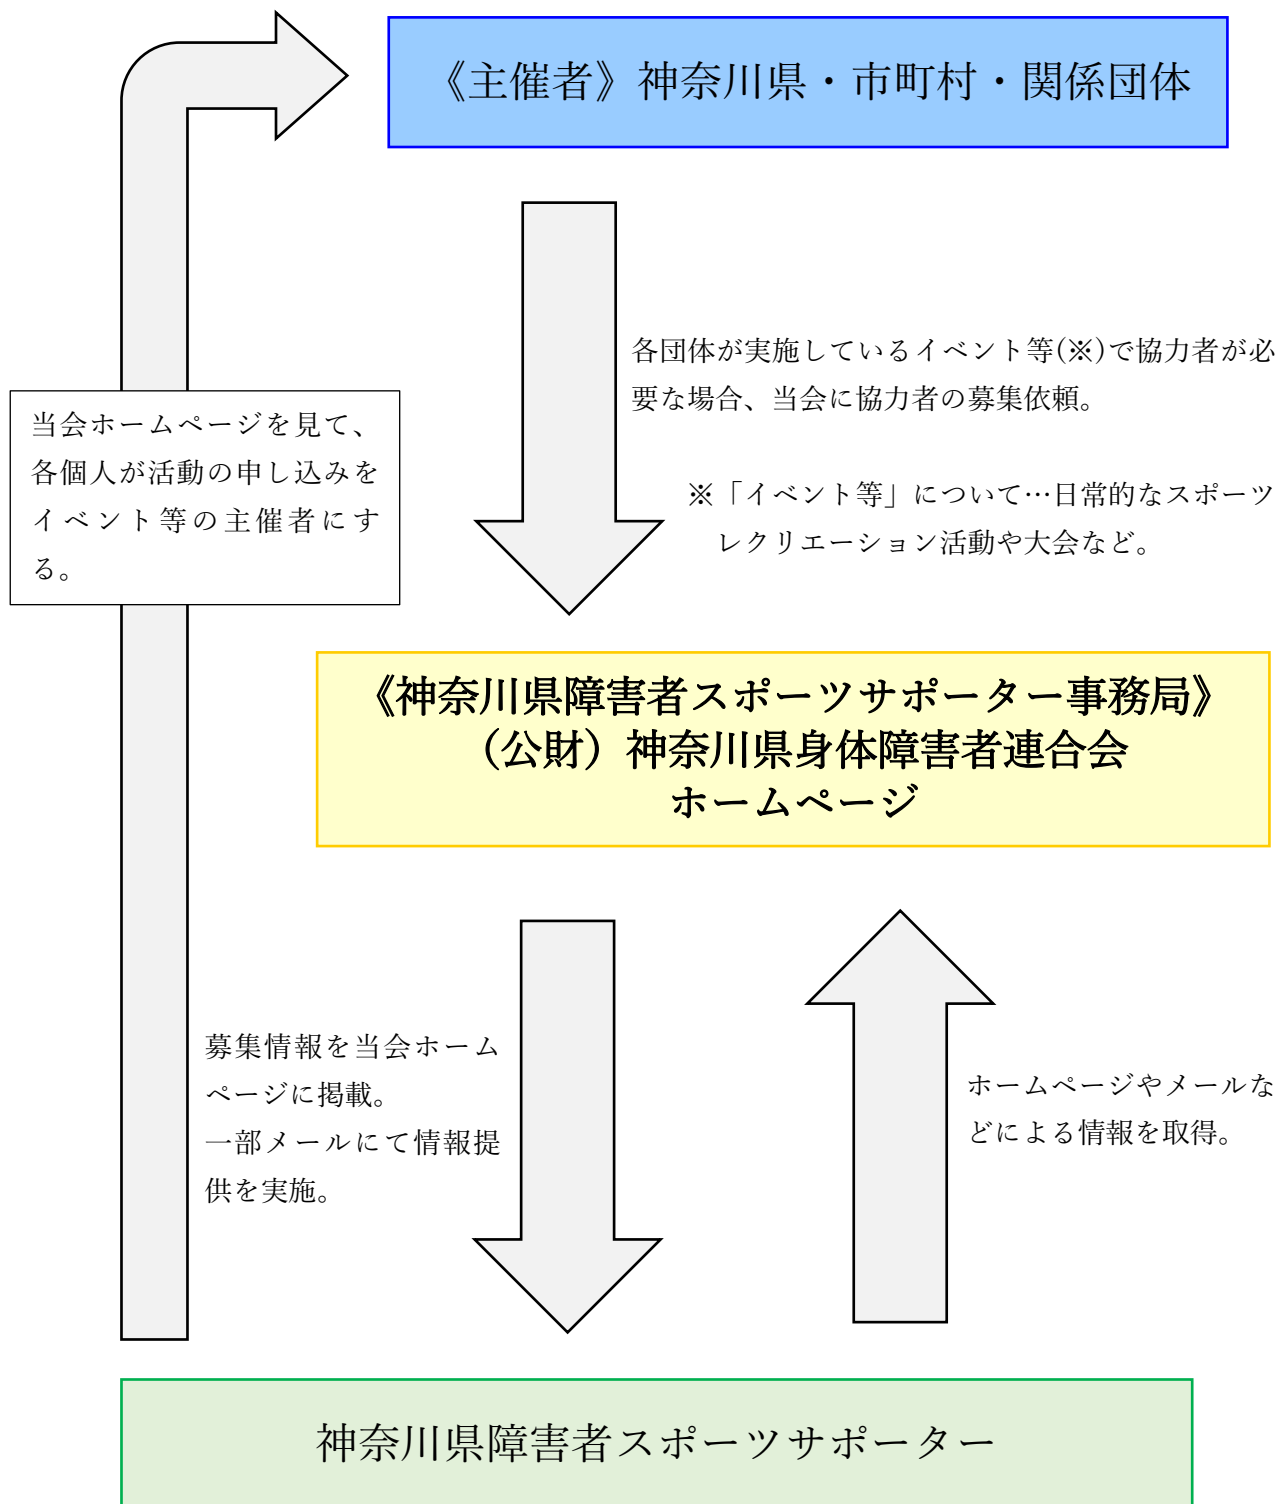 《主催者》神奈川県・市町村・関係団体
各団体が実施しているイベント等(※)で協力者が必
要な場合、当会に協力者の募集依頼。
※「イベント等」について…日常的なスポーツ
レクリエーション活動や大会など。
当会ホームページを見て、
各個人が活動の申し込みを
イベント等の主催者にす
る。
《神奈川県障害者スポーツサポーター事務局》
（公財）神奈川県身体障害者連合会
ホームページ
募集情報を当会ホーム
ページに掲載。
一部メールにて情報提
供を実施。
ホームページやメールな
どによる情報を取得。
神奈川県障害者スポーツサポーター